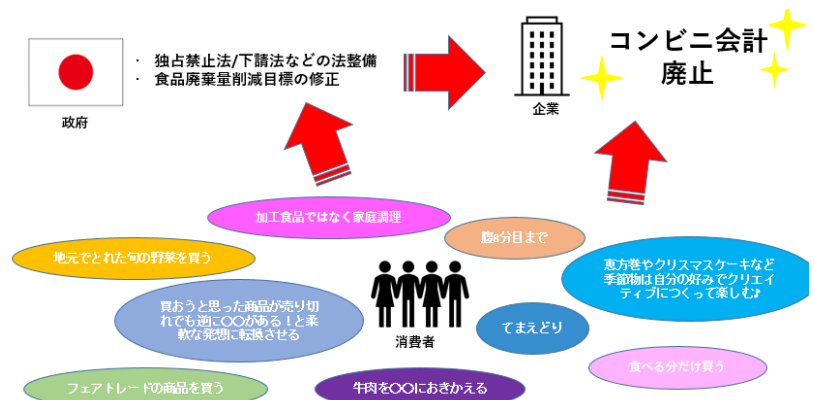 ・ 独占禁止法/下請法などの法整備
・ 食品廃棄量削減目標の修正
政府
企業
コンビニ会計
廃止
加工食品ではなく家庭調理
腹8分目まで
地元でとれた旬の野菜を買う
恵方巻やクリスマスケーキなど
季節物は自分の好みでクリエイ
ティブにつくって楽しむ♪
買おうと思った商品が売り切
れでも逆に〇〇がある！と柔
軟な発想に転換させる
消費者
てまえどり
食べる分だけ買う
フェアトレードの商品を買う
牛肉を〇〇におきかえる